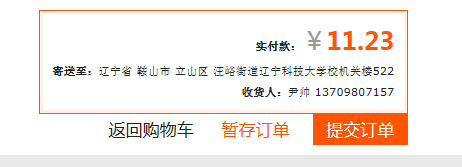 实付款： ¥11.23
寄送至：辽宁省 鞍山市 立山区 汪峪街道辽宁科技大学校机关楼522
收货人：尹帅 13709807157
返回购物车 暂存订单 提交订单